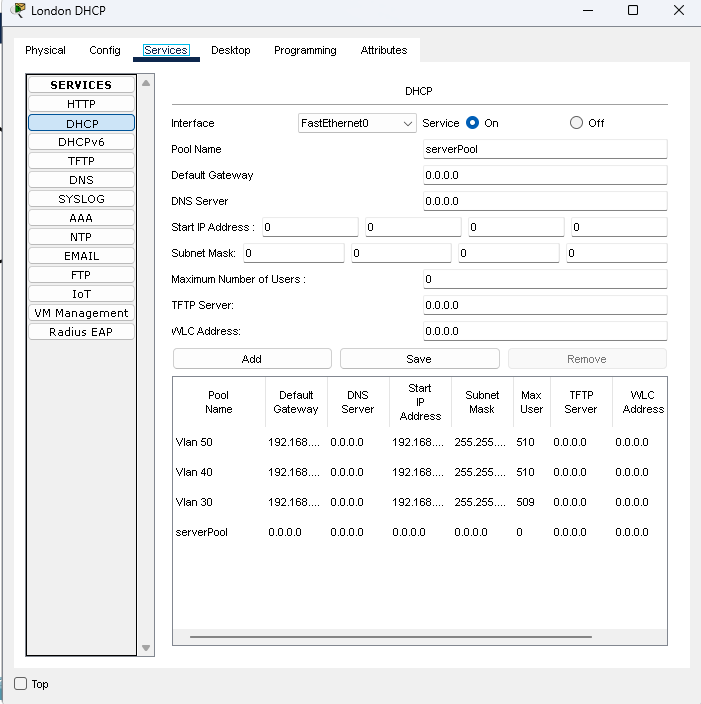 London DHCP
Physical Config Services Desktop Programming Attributes
SERVICES
HTTP
DHCP
DHCPv6
TFTP
DNS
SYSLOG
AAA
NTP
EMAIL
FTP
IoT
VM Management
Radius EAP
DHCP
Interface FastEthernet0 Service On Off
Pool Name serverPool
Default Gateway 0.0.0.0
DNS Server 0.0.0.0
Start IP Address : 0 0 0 0
Subnet Mask: 0 0 0 0
Maximum Number of Users : 0
TFTP Server: 0.0.0.0
WLC Address: 0.0.0.0
Add Save Remove
Pool Name Default Gateway DNS Server Start IP Address Subnet Mask Max User TFTP Server WLC Address
Vlan 50 192.168.... 0.0.0.0 192.168.... 255.255.... 510 0.0.0.0 0.0.0.0
Vlan 40 192.168.... 0.0.0.0 192.168.... 255.255.... 510 0.0.0.0 0.0.0.0
Vlan 30 192.168.... 0.0.0.0 192.168.... 255.255.... 509 0.0.0.0 0.0.0.0
serverPool 0.0.0.0 0.0.0.0 0.0.0.0 0.0.0.0 0 0.0.0.0 0.0.0.0
Top